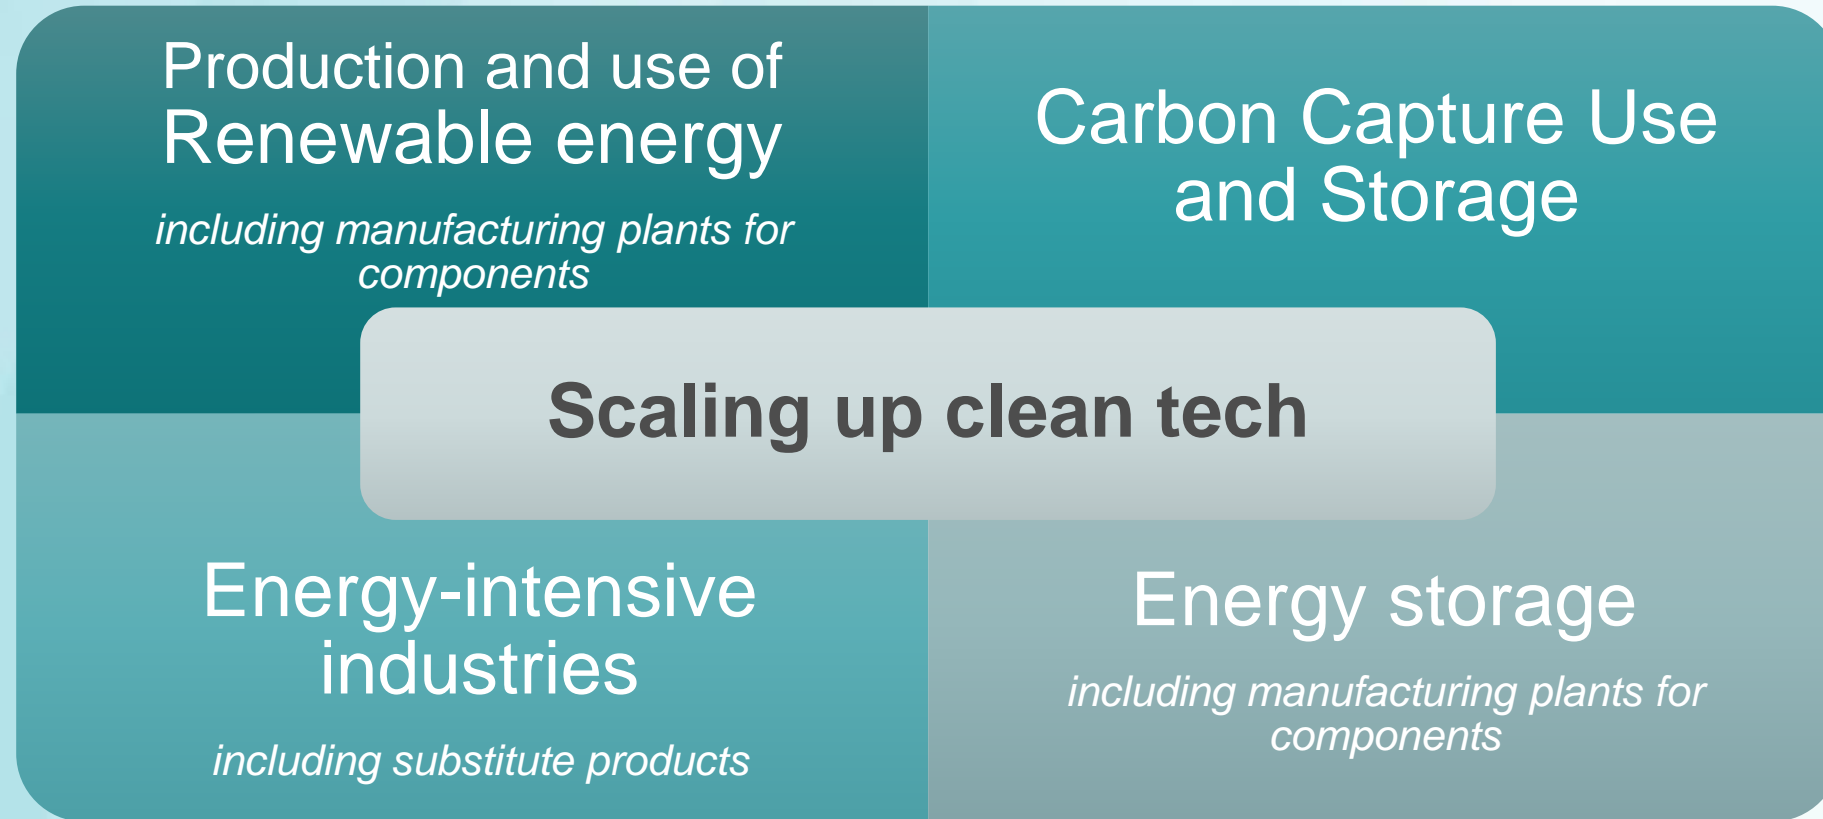 Production and use of
Renewable energy
including manufacturing plants for
components
Carbon Capture Use
and Storage
Scaling up clean tech
Energy-intensive
industries
including substitute products
Energy storage
including manufacturing plants for
components